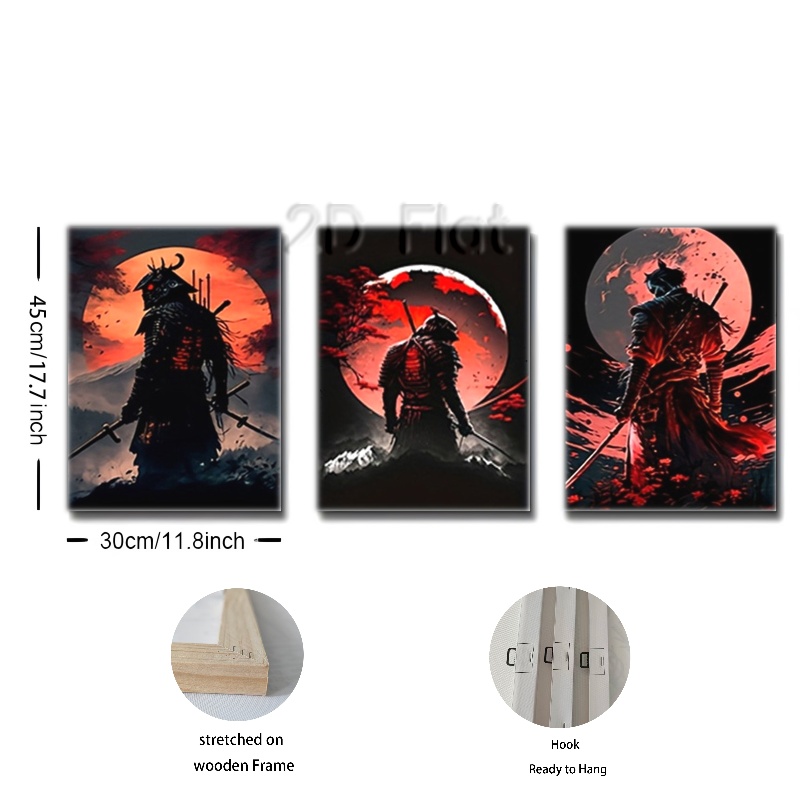 2D Flat
45cm/17.7inch
30cm/11.8inch
stretched on
wooden Frame
Hook
Ready to Hang